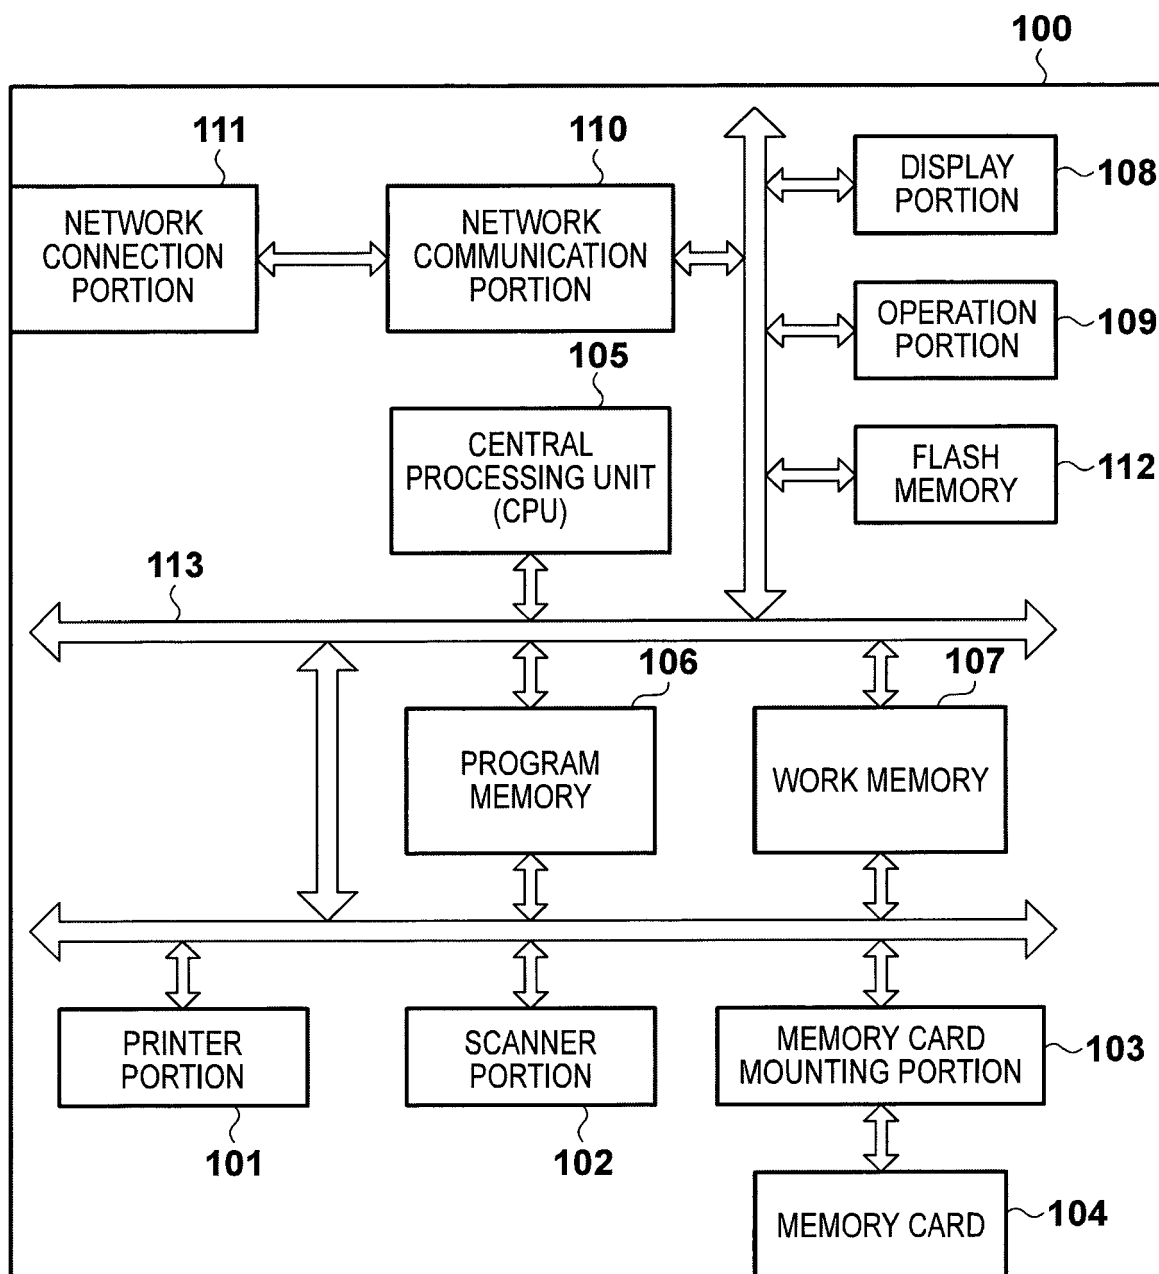 100
111
110
NETWORK
CONNECTION
PORTION
NETWORK
COMMUNICATION
PORTION
DISPLAY
PORTION
108
OPERATION
PORTION
109
105
CENTRAL
PROCESSING UNIT
(CPU)
FLASH
MEMORY
112
113
106
107
PROGRAM
MEMORY
WORK MEMORY
PRINTER
PORTION
SCANNER
PORTION
MEMORY CARD
MOUNTING PORTION
103
101
102
MEMORY CARD
104